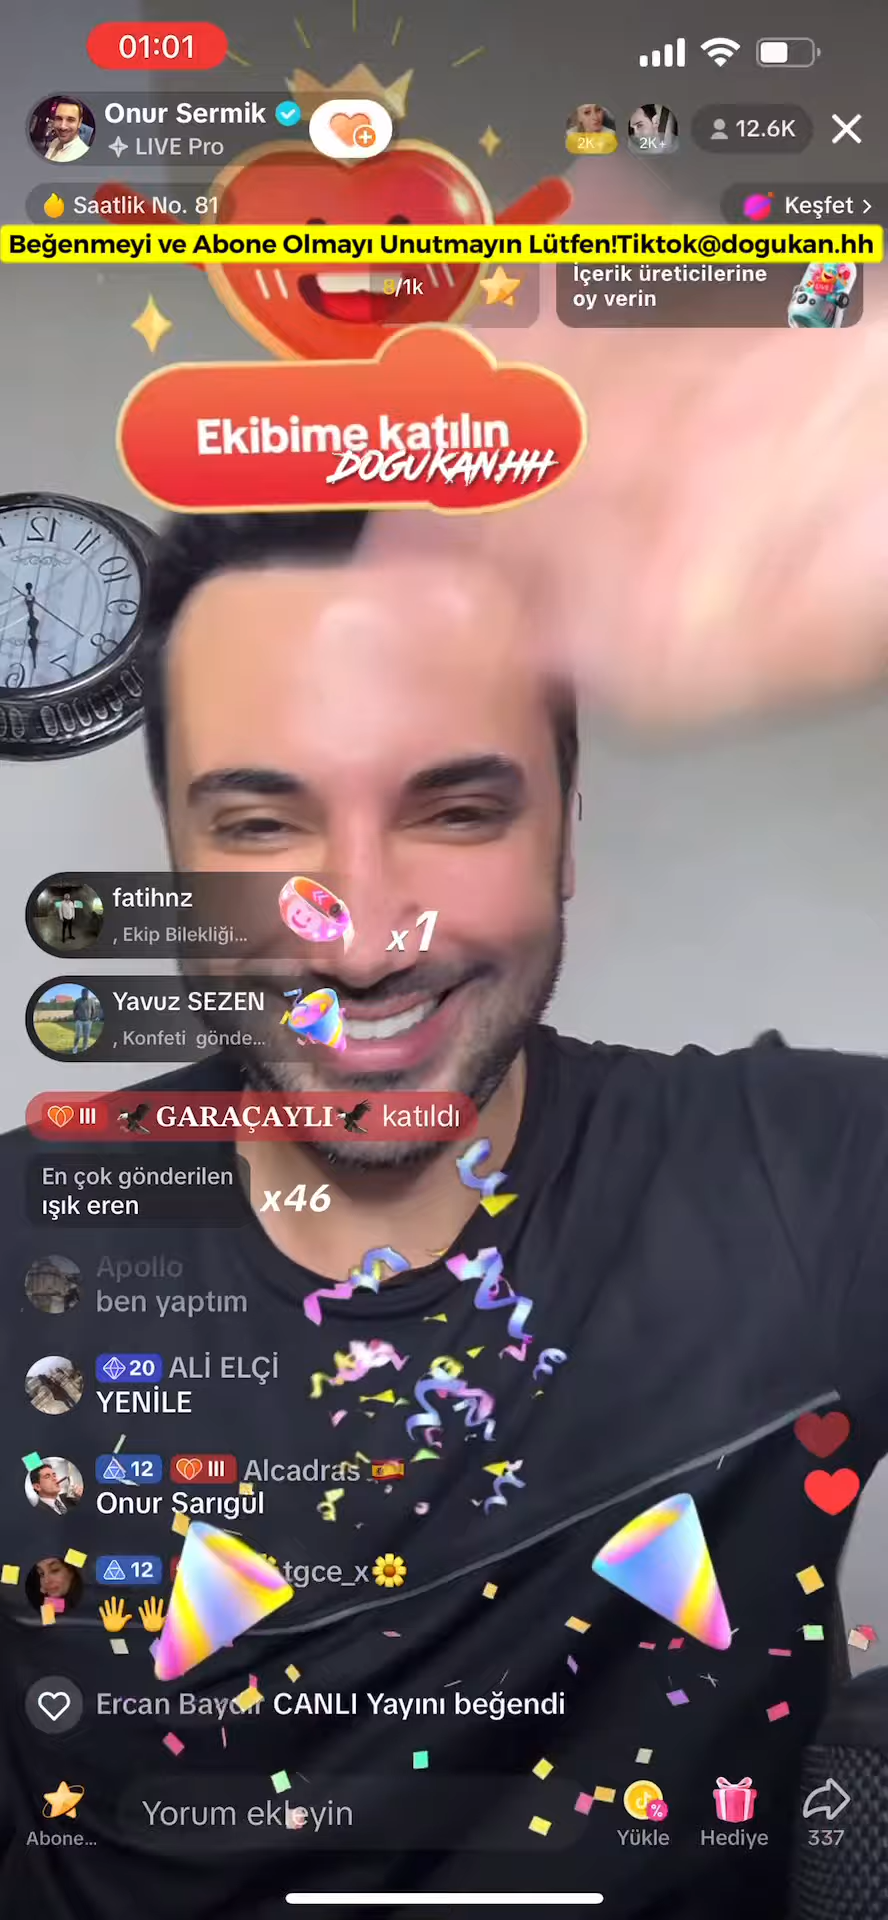 01:01
Onur Sermik
LIVE Pro
2K+
2K+
12.6K
Saatlik No. 81
Keşfet >
Beğenmeyi ve Abone Olmayı Unutmayın Lütfen!Tiktok@dogukan.hh
8/1k
İçerik üreticilerine
oy verin
Ekibime katılın
DOGUKAN.HH
fatihnz
, Ekip Bilekliği...
x1
Yavuz SEZEN
, Konfeti gönde...
III GARAÇAYLI katıldı
En çok gönderilen
ışık eren
x46
Apollo
ben yaptım
20 ALİ ELÇİ
YENİLE
12 III Alcadras
Onur Sarıgül
12 tgce_x
Ercan Baydır CANLI Yayını beğendi
Abone...
Yorum ekleyin
Yükle
Hediye
337